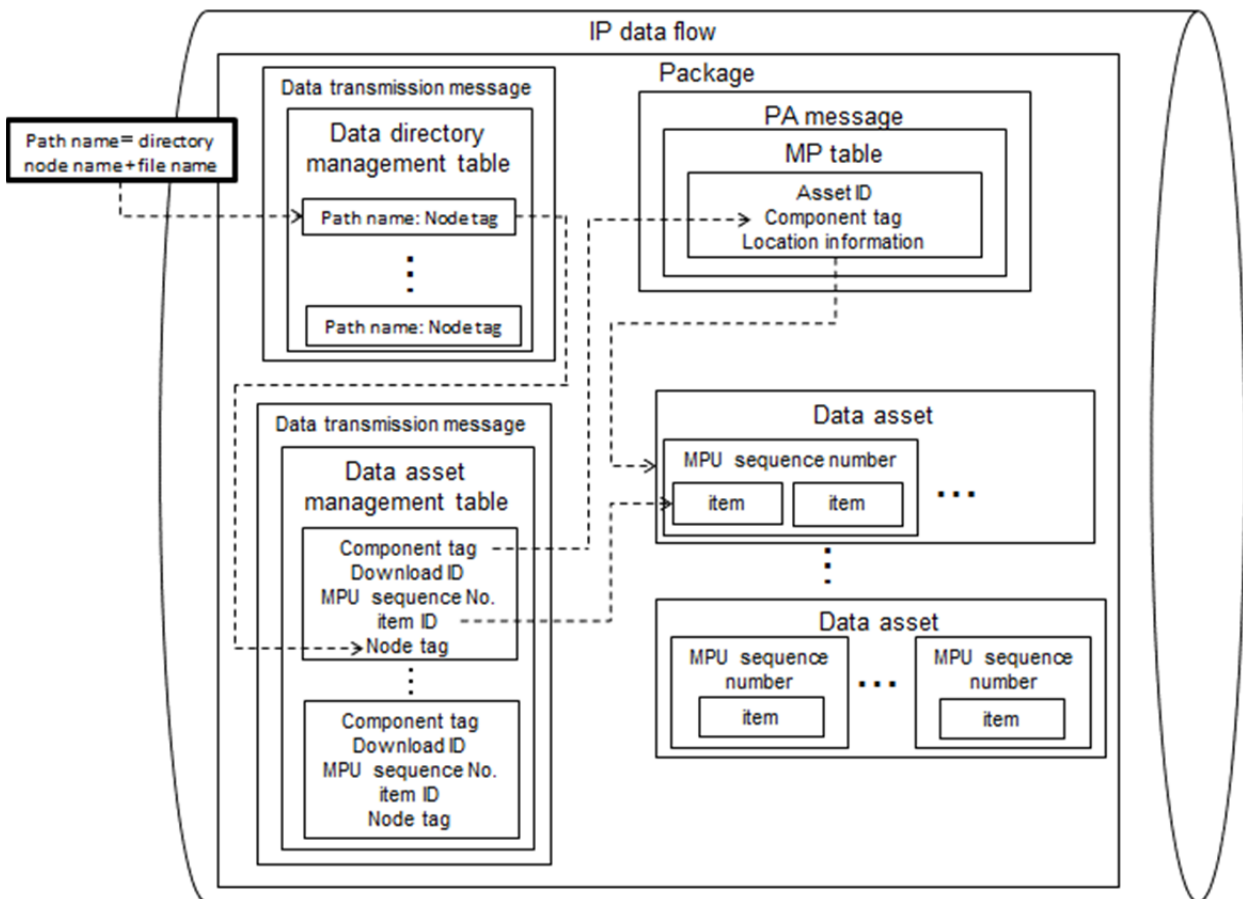 IP data flow
Package
Data transmission message
Data directory
management table
Path name= directory
node name+file name
Path name: Node tag
Path name: Node tag
PA message
MP table
Asset ID
Component tag
Location information
Data transmission message
Data asset
management table
Component tag
Download ID
MPU sequence No.
item ID
Node tag
Component tag
Download ID
MPU sequence No.
item ID
Node tag
Data asset
MPU sequence number
item
item
...
Data asset
MPU sequence
number
item
...
MPU sequence
number
item